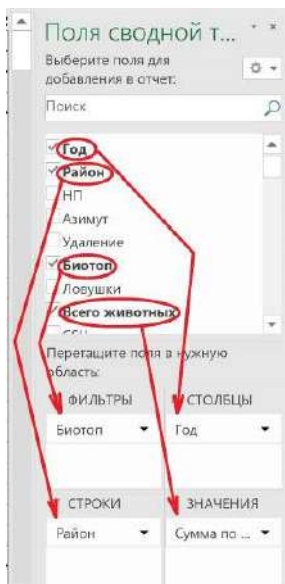 Поля сводной т...
Выберите поля для
добавления в отчет:
Поиск
Год
Район
НП
Азимут
Удаление
Биотоп
Ловушки
Всего животных
Перетащите поля в нужную
область:
ФИЛЬТРЫ
СТОЛБЦЫ
Биотоп
Год
СТРОКИ
ЗНАЧЕНИЯ
Район
Сумма по ...